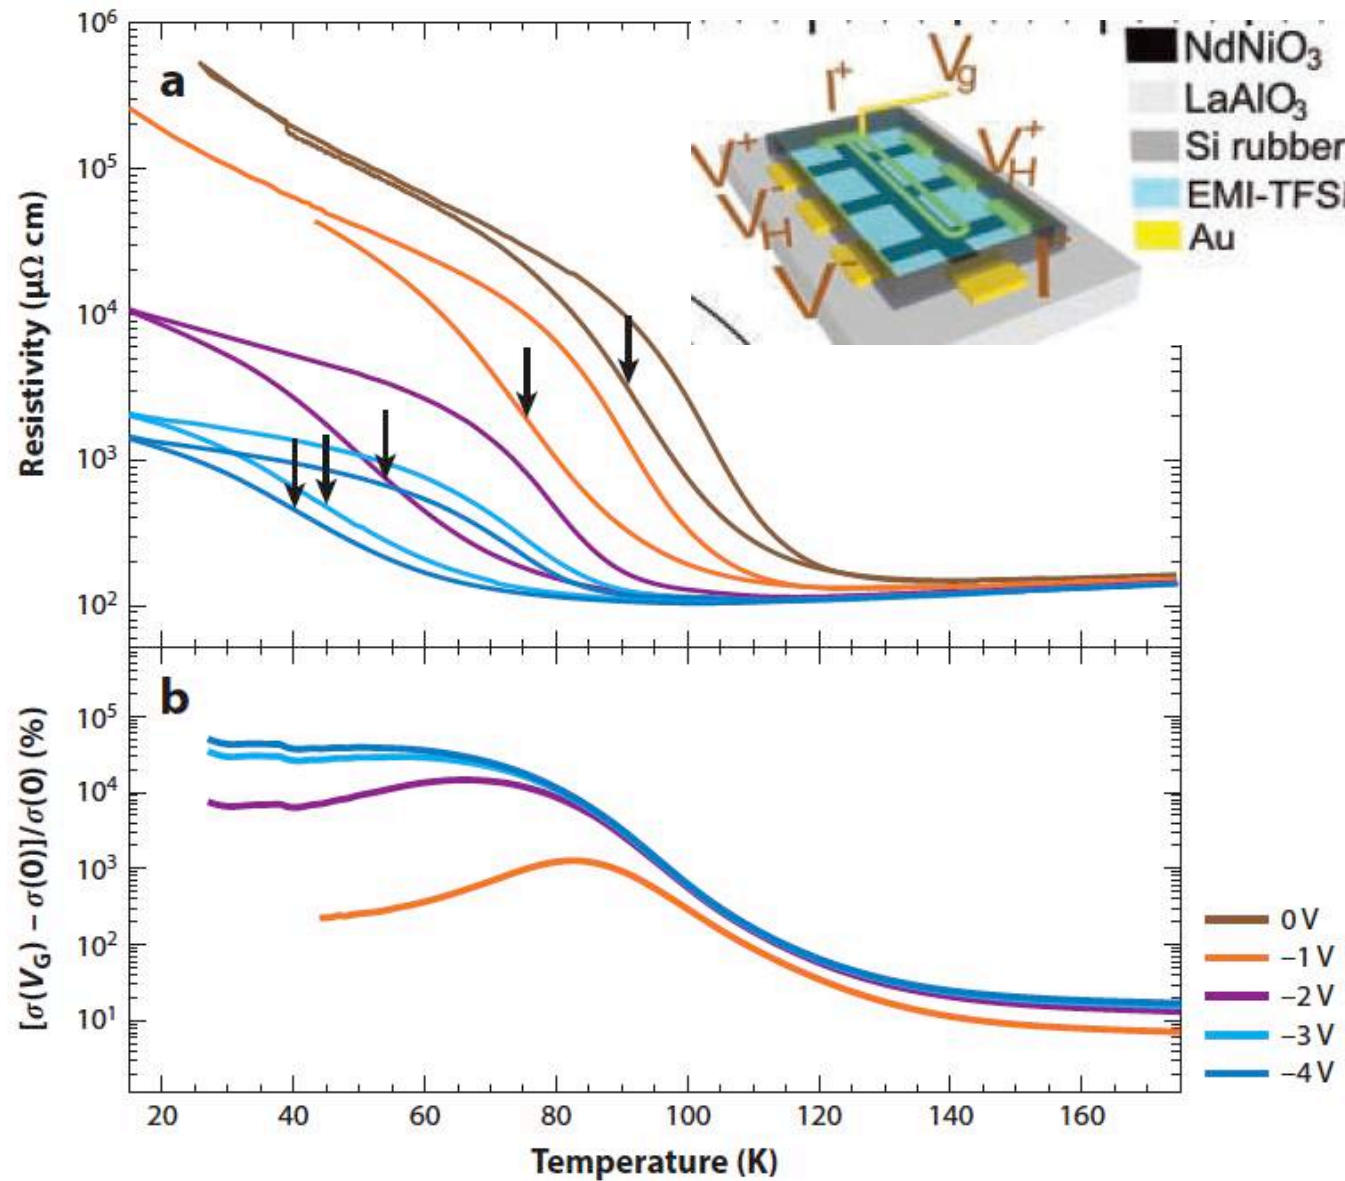 a
10⁶
10⁵
10⁴
10³
10²
Resistivity (μΩ cm)
V_g
I⁺
V⁺
V_H⁺
V_H⁻
V⁻
I⁻
NdNiO₃
LaAlO₃
Si rubber
EMI-TFSI
Au
b
10⁵
10⁴
10³
10²
10¹
[σ(V_G) − σ(0)]/σ(0) (%)
20 40 60 80 100 120 140 160
Temperature (K)
0 V
−1 V
−2 V
−3 V
−4 V